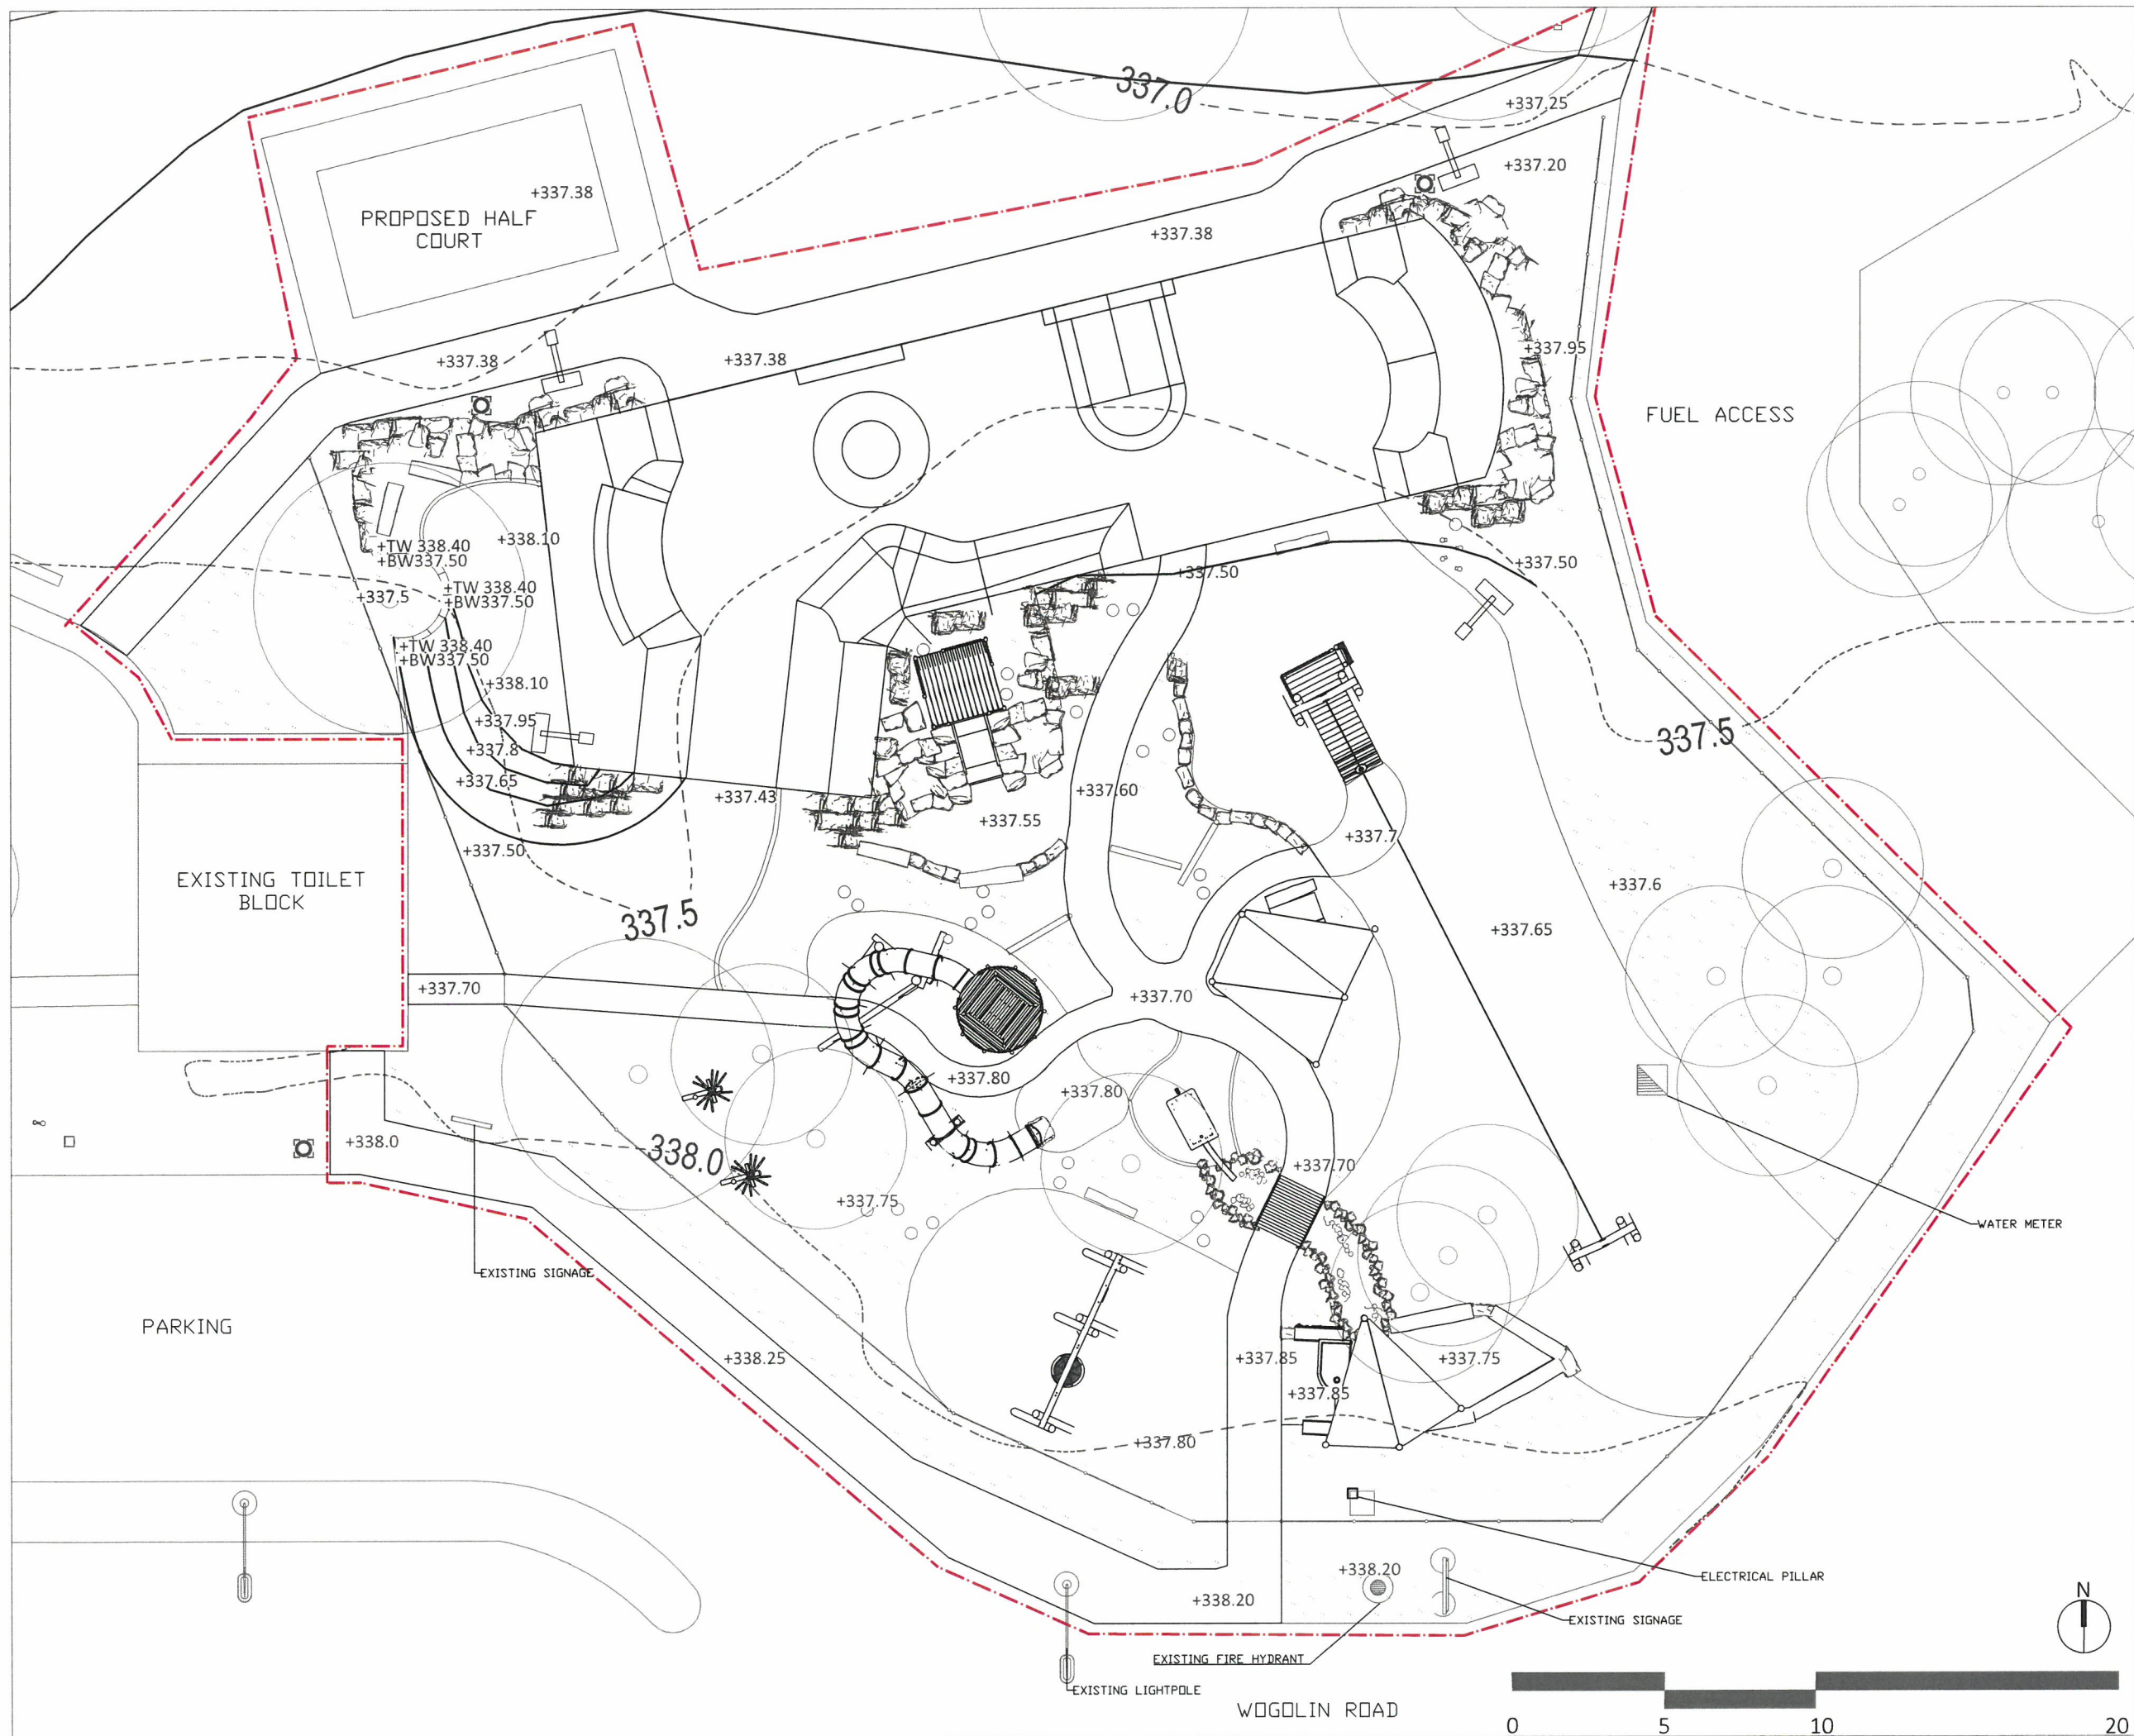 337.0
+337.25
+337.20
+337.38
PROPOSED HALF
COURT
+337.38
+337.38
+337.38
+337.95
FUEL ACCESS
+338.10
+TW 338.40
+BW337.50
+TW 338.40
+BW337.50
+337.5
+337.50
+337.50
+TW 338.40
+BW337.50
+338.10
+337.95
+337.8
+337.65
+337.43
+337.60
+337.55
+337.50
337.5
+337.7
EXISTING TOILET
BLOCK
337.5
+337.6
+337.65
+337.70
+337.70
+337.80
+337.80
+338.0
338.0
+337.70
+337.75
WATER METER
EXISTING SIGNAGE
PARKING
+338.25
+337.85
+337.75
+337.85
+337.80
+338.20
ELECTRICAL PILLAR
+338.20
EXISTING SIGNAGE
N
EXISTING FIRE HYDRANT
EXISTING LIGHTPOLE
WOGOLIN ROAD
0 5 10 20